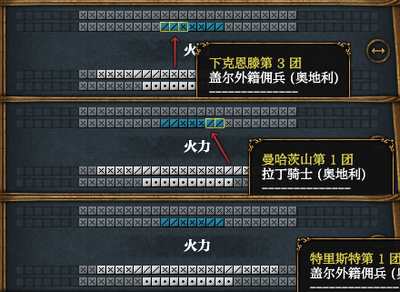 火
下克恩滕第 3 团
盖尔外籍佣兵 (奥地利)
火力
曼哈茨山第 1 团
拉丁骑士 (奥地利)
火力
特里斯特第 1 团
盖尔外籍佣兵 (奥